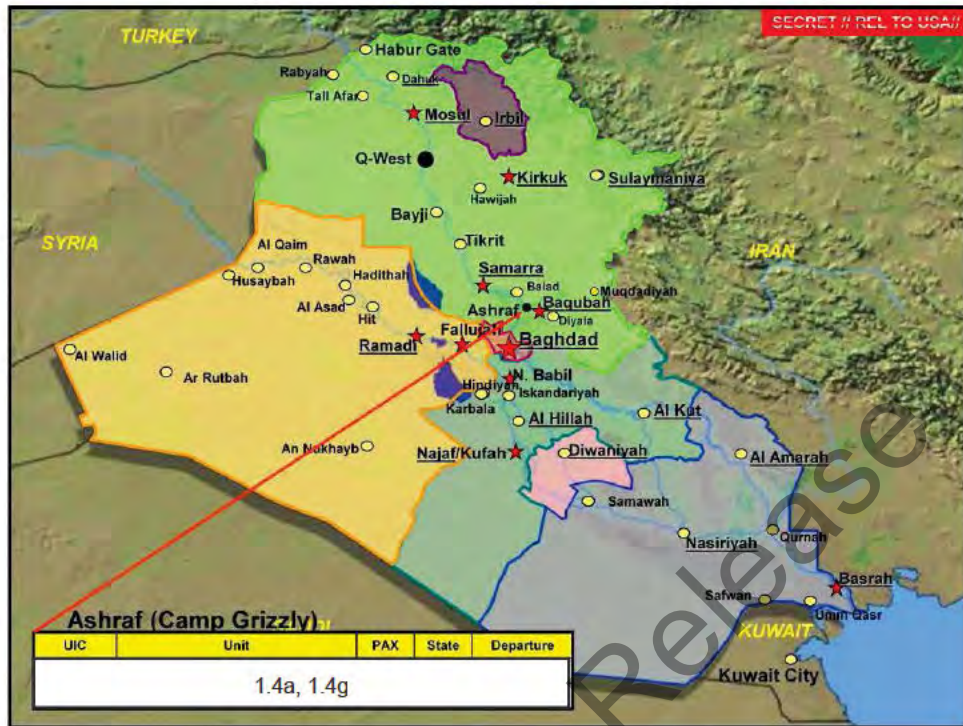 SECRET // REL TO USA//
TURKEY
Habur Gate
Rabyah
Dahuk
Tall Afar
Mosul
Irbil
Q-West
Kirkuk
Sulaymaniya
Hawijah
Bayji
SYRIA
Tikrit
IRAN
Al Qaim
Rawah
Husaybah
Hadithah
Samarra
Balad
Muqdadiyah
Al Asad
Hit
Ashraf
Baqubah
Diyala
Fallujah
Ramadi
Baghdad
Al Walid
Ar Rutbah
N. Babil
Hindiyah
Iskandariyah
Karbala
Al Hillah
Al Kut
An Nakhayb
Najaf/Kufah
Diwaniyah
Al Amarah
Samawah
Nasiriyah
Qurnah
Basrah
Safwan
Umm Qasr
KUWAIT
Kuwait City
Ashraf (Camp Grizzly)
UIC Unit PAX State Departure
1.4a, 1.4g
Release